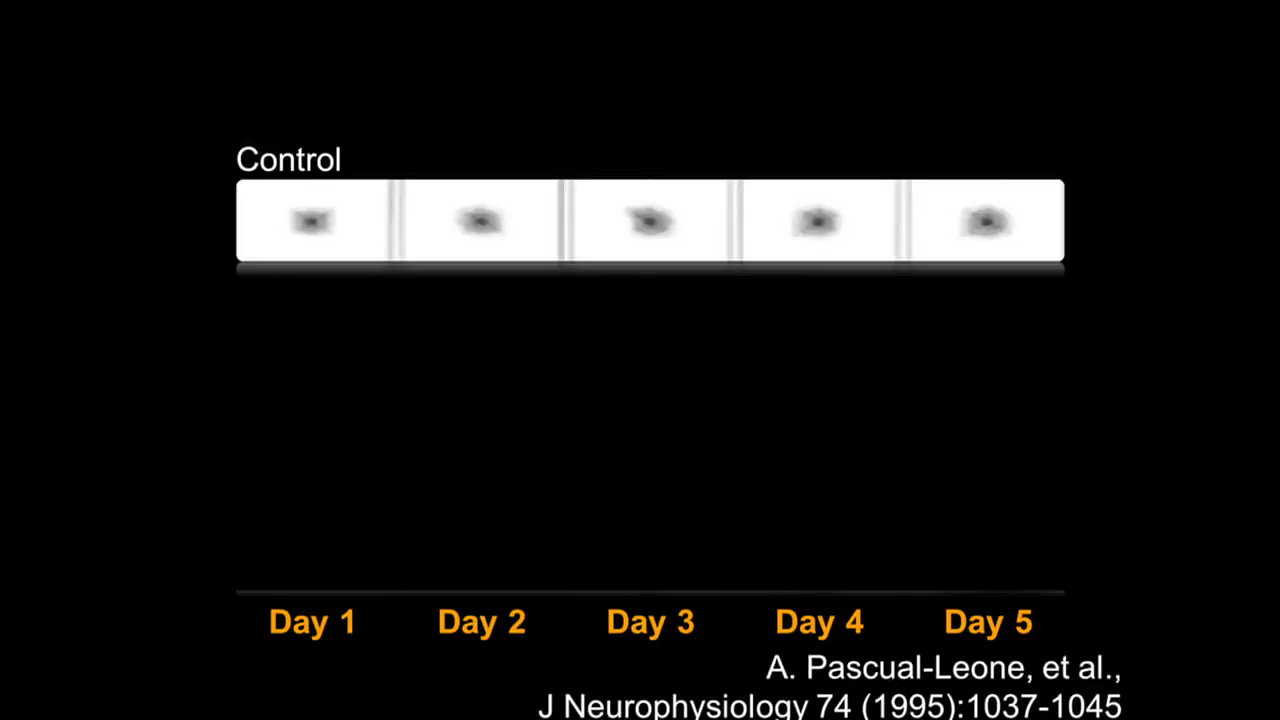 Control
Day 1 Day 2 Day 3 Day 4 Day 5
A. Pascual-Leone, et al.,
J Neurophysiology 74 (1995):1037-1045